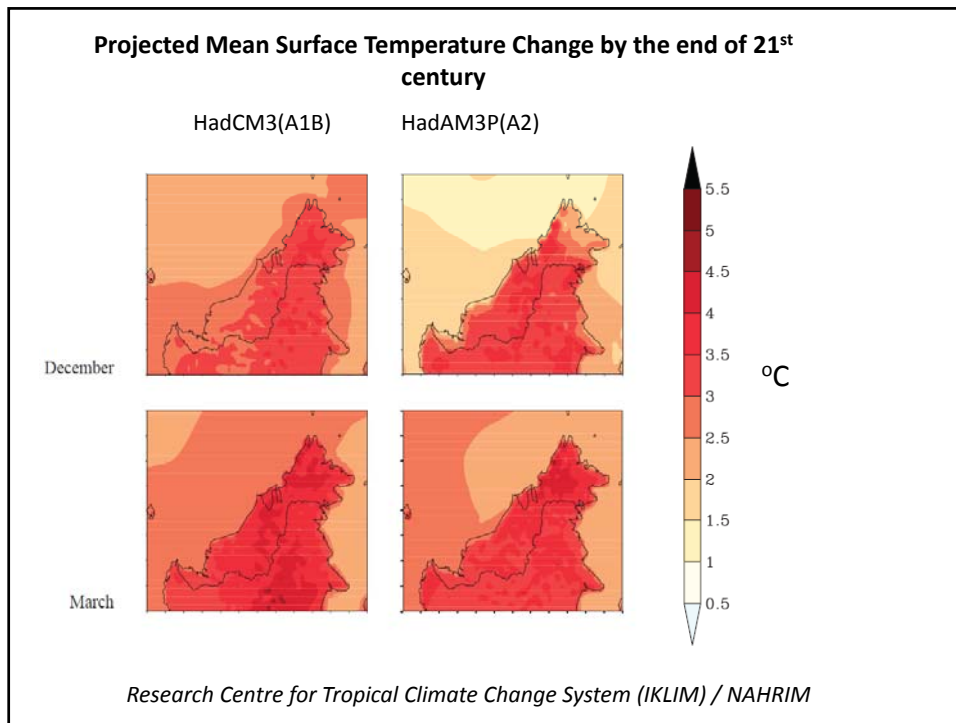 Projected Mean Surface Temperature Change by the end of 21st
century
HadCM3(A1B)
HadAM3P(A2)
5.5
5
4.5
4
3.5
3
2.5
2
1.5
1
0.5
oC
December
March
Research Centre for Tropical Climate Change System (IKLIM) / NAHRIM